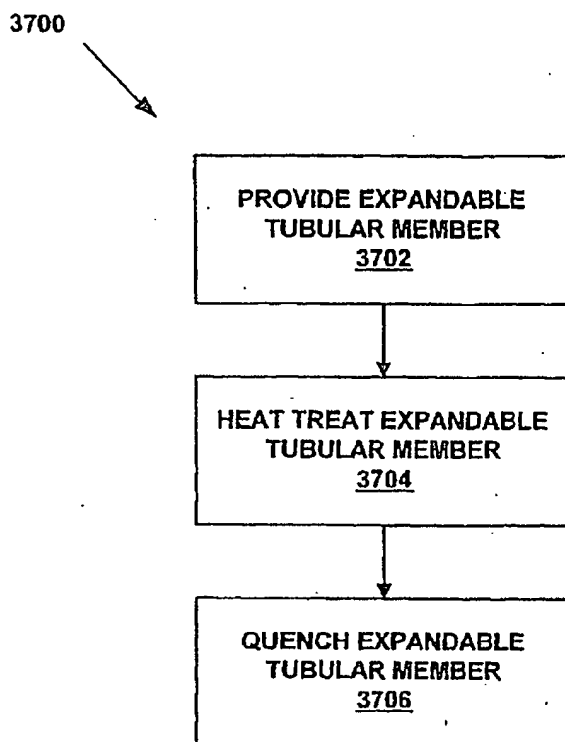 3700
PROVIDE EXPANDABLE
TUBULAR MEMBER
3702
HEAT TREAT EXPANDABLE
TUBULAR MEMBER
3704
QUENCH EXPANDABLE
TUBULAR MEMBER
3706